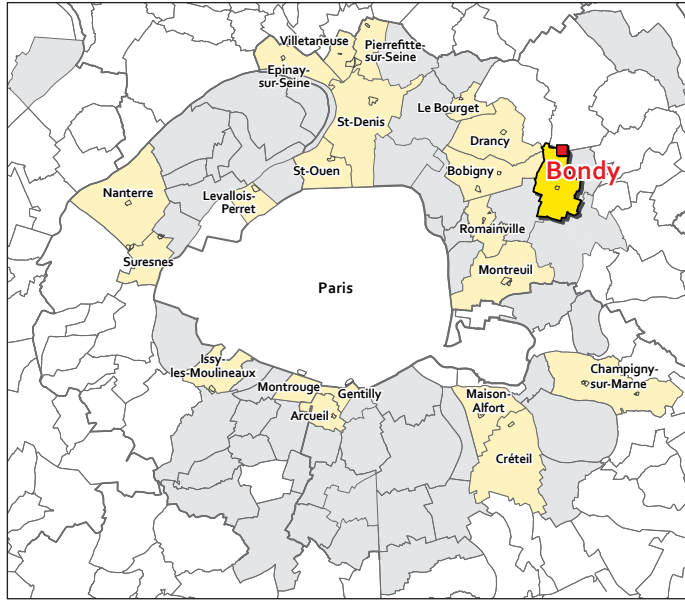 Villetaneuse
Pierrefitte-
sur-Seine
Epinay-
sur-Seine
Le Bourget
St-Denis
Drancy
Bobigny
Bondy
St-Ouen
Nanterre
Levallois-
Perret
Romainville
Suresnes
Montreuil
Paris
Issy-
les-Moulineaux
Champigny-
sur-Marne
Montrouge
Gentilly
Maison-
Alfort
Arcueil
Créteil